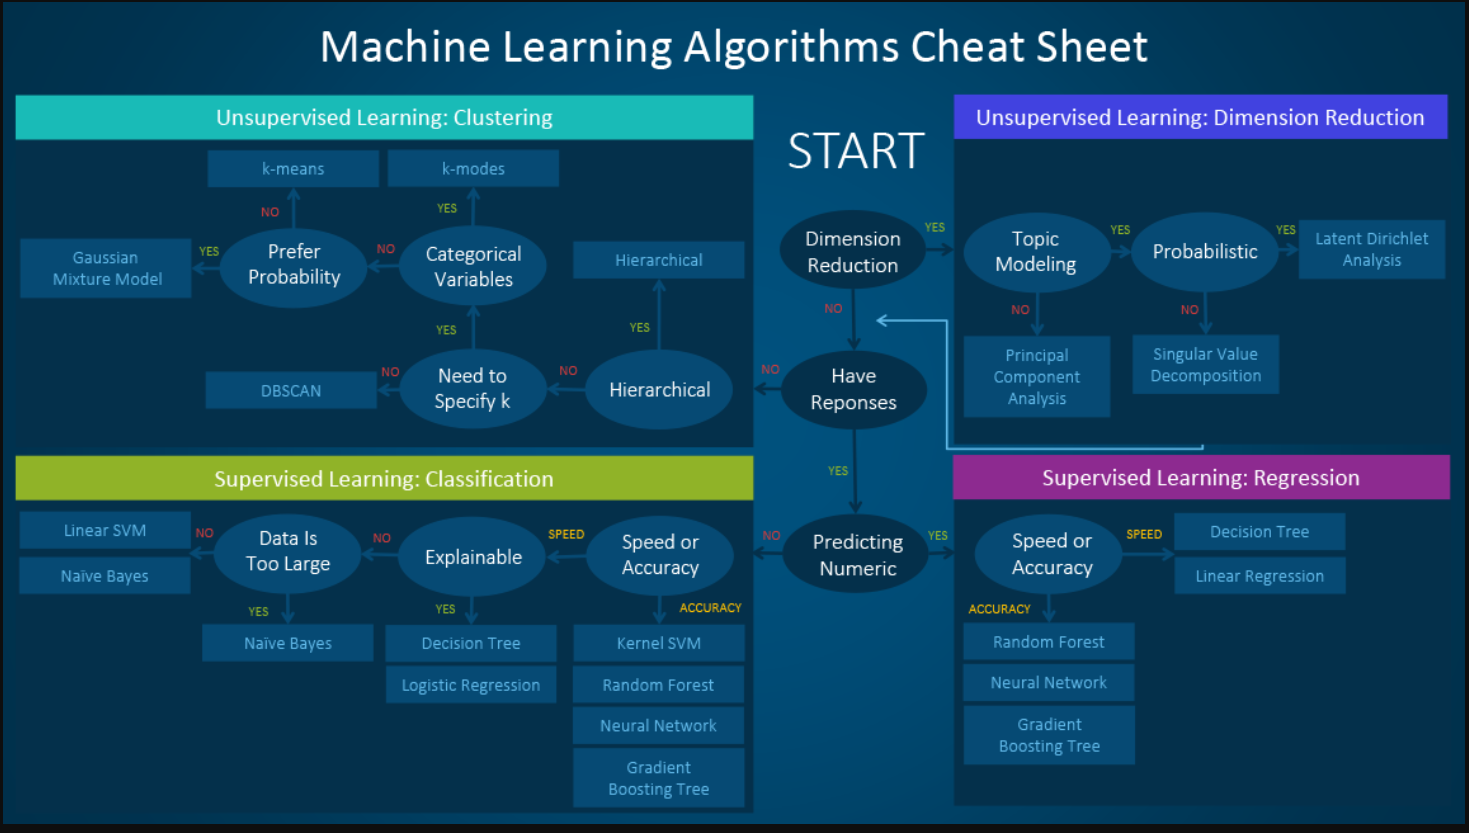 Machine Learning Algorithms Cheat Sheet
Unsupervised Learning: Clustering
k-means
k-modes
NO
YES
Gaussian
Mixture Model
YES
Prefer
Probability
NO
Categorical
Variables
Hierarchical
YES
YES
DBSCAN
NO
Need to
Specify k
NO
Hierarchical
START
Dimension
Reduction
YES
NO
NO
Have
Reponses
YES
NO
Predicting
Numeric
YES
Unsupervised Learning: Dimension Reduction
Topic
Modeling
YES
Probabilistic
YES
Latent Dirichlet
Analysis
NO
NO
Principal
Component
Analysis
Singular Value
Decomposition
Supervised Learning: Classification
Linear SVM
Naïve Bayes
NO
Data Is
Too Large
NO
Explainable
SPEED
Speed or
Accuracy
YES
YES
ACCURACY
Naïve Bayes
Decision Tree
Logistic Regression
Kernel SVM
Random Forest
Neural Network
Gradient
Boosting Tree
Supervised Learning: Regression
Speed or
Accuracy
SPEED
Decision Tree
Linear Regression
ACCURACY
Random Forest
Neural Network
Gradient
Boosting Tree